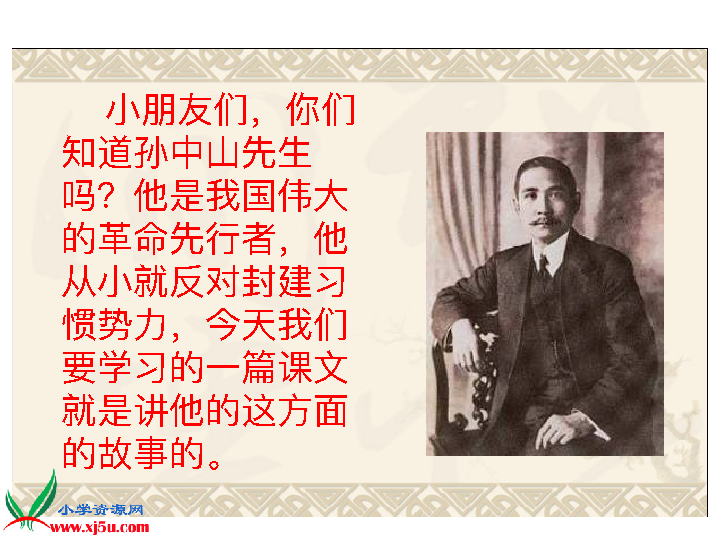 小朋友们，你们
知道孙中山先生
吗？他是我国伟大
的革命先行者，他
从小就反对封建习
惯势力，今天我们
要学习的一篇课文
就是讲他的这方面
的故事的。
小学资源网
www.xj5u.com